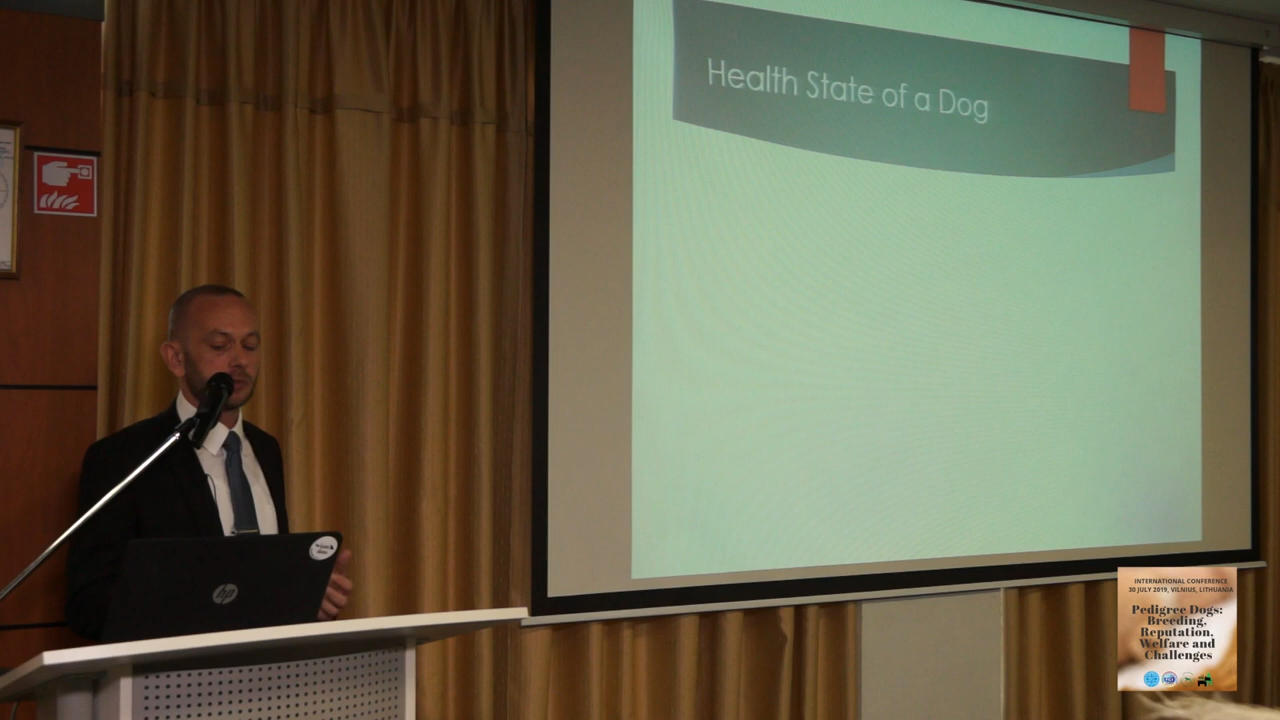 Health State of a Dog
hp
INTERNATIONAL CONFERENCE
30 JULY 2019, VILNIUS, LITHUANIA
Pedigree Dogs:
Breeding,
Reputation,
Welfare and
Challenges